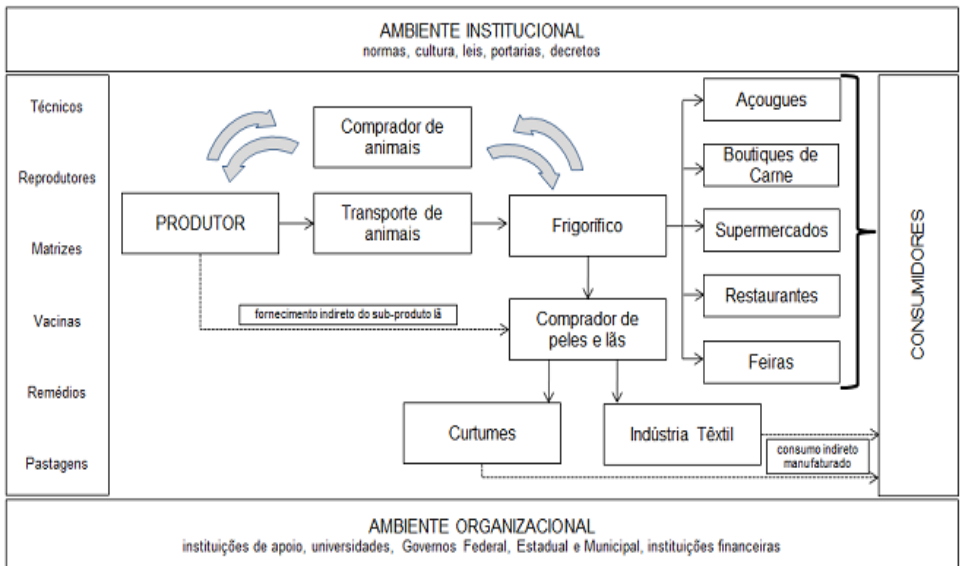 AMBIENTE INSTITUCIONAL
normas, cultura, leis, portarias, decretos
Técnicos
Reprodutores
Matrizes
Vacinas
Remédios
Pastagens
Comprador de
animais
PRODUTOR
Transporte de
animais
Frigorífico
fornecimento indireto do sub-produto lã
Comprador de
peles e lãs
Curtumes
Indústria Têxtil
Açougues
Boutiques de
Carne
Supermercados
Restaurantes
Feiras
consumo indireto
manufaturado
CONSUMIDORES
AMBIENTE ORGANIZACIONAL
instituições de apoio, universidades, Governos Federal, Estadual e Municipal, instituições financeiras